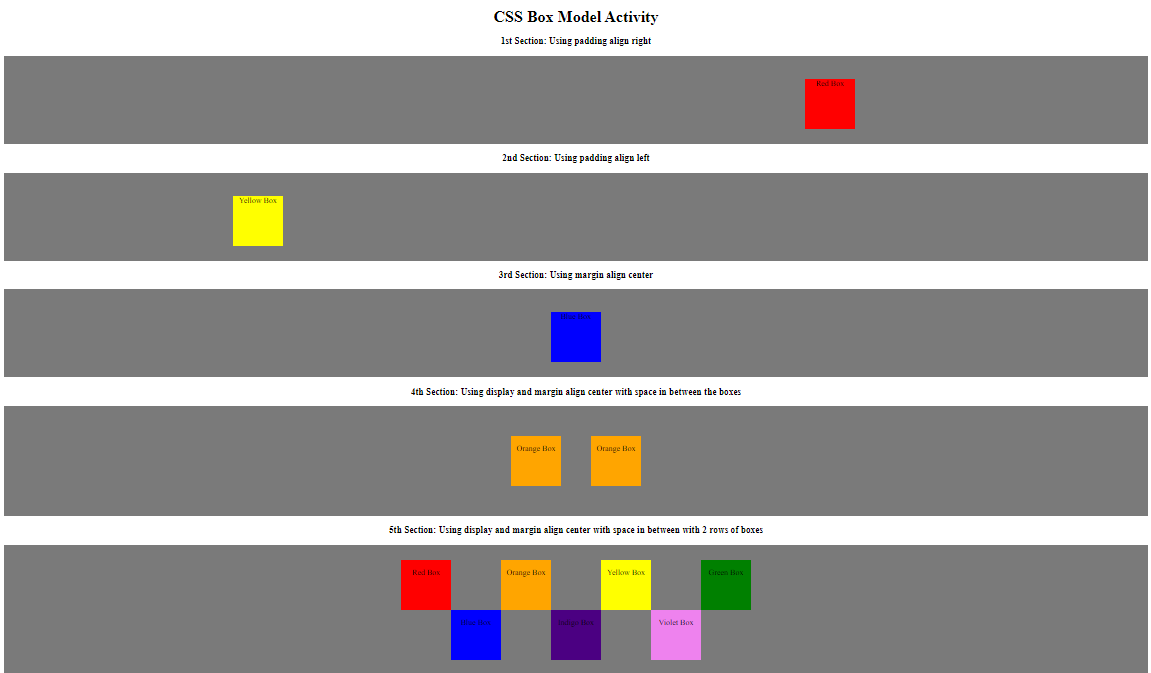 CSS Box Model Activity
1st Section: Using padding align right
Red Box
2nd Section: Using padding align left
Yellow Box
3rd Section: Using margin align center
Blue Box
4th Section: Using display and margin align center with space in between the boxes
Orange Box Orange Box
5th Section: Using display and margin align center with space in between with 2 rows of boxes
Red Box Orange Box Yellow Box Green Box
Blue Box Indigo Box Violet Box